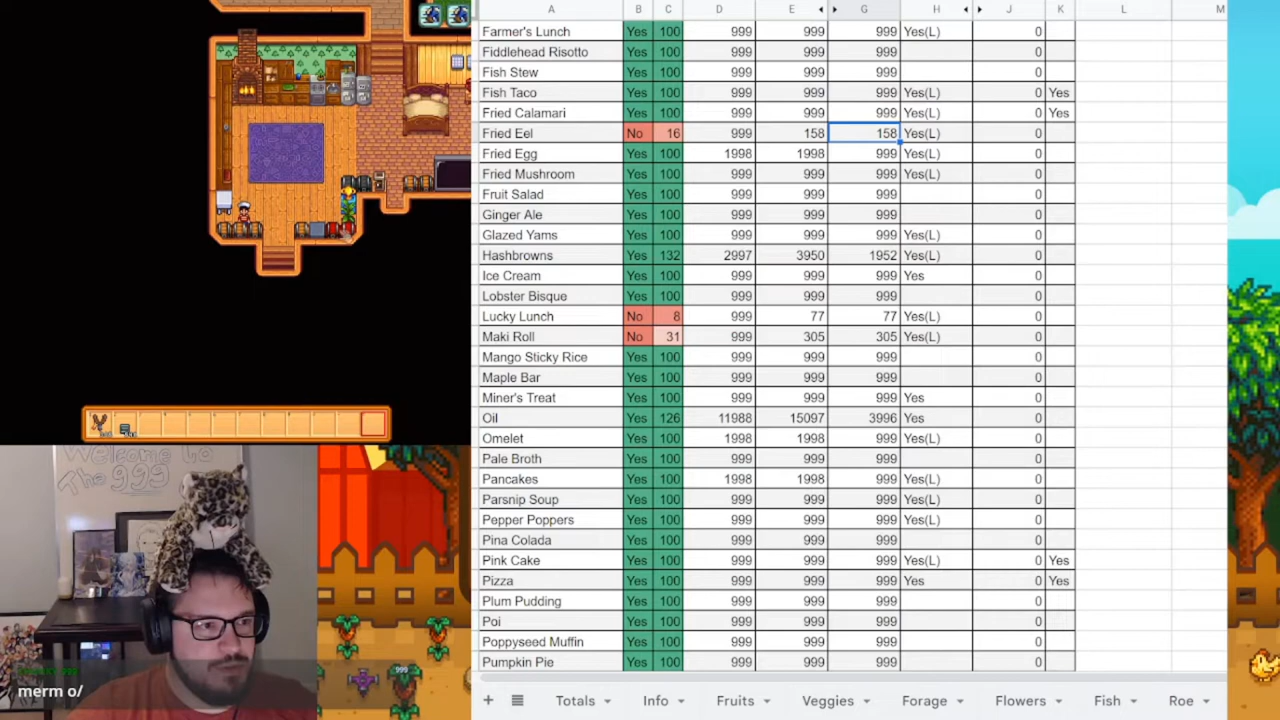 A B C D E G H J K L M
Farmer's Lunch Yes 100 999 999 999 Yes(L) 0
Fiddlehead Risotto Yes 100 999 999 999 0
Fish Stew Yes 100 999 999 999 0
Fish Taco Yes 100 999 999 999 Yes(L) 0 Yes
Fried Calamari Yes 100 999 999 999 Yes(L) 0 Yes
Fried Eel No 16 999 158 158 Yes(L) 0
Fried Egg Yes 100 1998 1998 999 Yes(L) 0
Fried Mushroom Yes 100 999 999 999 Yes(L) 0
Fruit Salad Yes 100 999 999 999 0
Ginger Ale Yes 100 999 999 999 0
Glazed Yams Yes 100 999 999 999 Yes(L) 0
Hashbrowns Yes 132 2997 3950 1952 Yes(L) 0
Ice Cream Yes 100 999 999 999 Yes 0
Lobster Bisque Yes 100 999 999 999 0
Lucky Lunch No 8 999 77 77 Yes(L) 0
Maki Roll No 31 999 305 305 Yes(L) 0
Mango Sticky Rice Yes 100 999 999 999 0
Maple Bar Yes 100 999 999 999 0
Miner's Treat Yes 100 999 999 999 Yes 0
Oil Yes 126 11988 15097 3996 Yes 0
Omelet Yes 100 1998 1998 999 Yes(L) 0
Pale Broth Yes 100 999 999 999 0
Pancakes Yes 100 1998 1998 999 Yes(L) 0
Parsnip Soup Yes 100 999 999 999 Yes(L) 0
Pepper Poppers Yes 100 999 999 999 Yes(L) 0
Pina Colada Yes 100 999 999 999 0
Pink Cake Yes 100 999 999 999 Yes(L) 0 Yes
Pizza Yes 100 999 999 999 Yes 0 Yes
Plum Pudding Yes 100 999 999 999 0
Poi Yes 100 999 999 999 0
Poppyseed Muffin Yes 100 999 999 999 0
Pumpkin Pie Yes 100 999 999 999 0
Totals Info Fruits Veggies Forage Flowers Fish Roe
Welcome to
The 999
merm o/
999